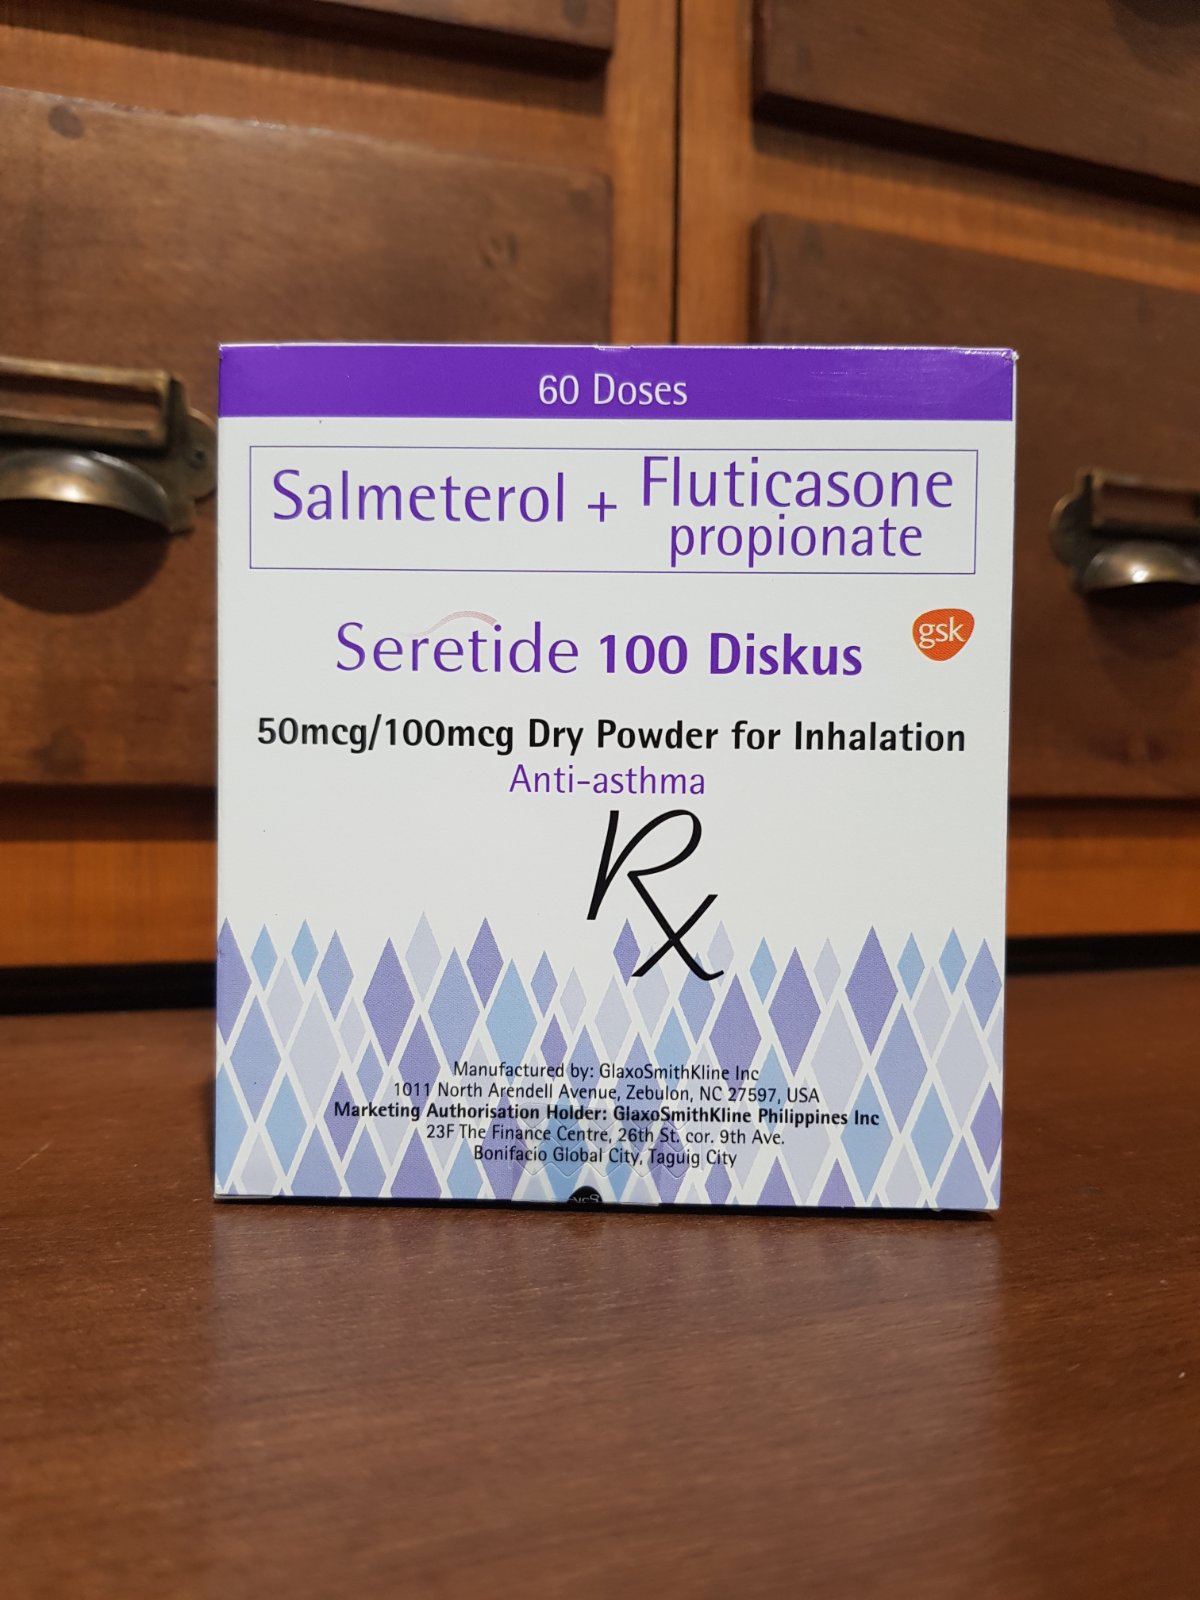 60 Doses
Salmeterol + Fluticasone propionate
Seretide 100 Diskus
gsk
50mcg/100mcg Dry Powder for Inhalation
Anti-asthma
Rx
Manufactured by: GlaxoSmithKline Inc
1011 North Arendell Avenue, Zebulon, NC 27597, USA
Marketing Authorisation Holder: GlaxoSmithKline Philippines Inc
23F The Finance Centre, 26th St. cor. 9th Ave.
Bonifacio Global City, Taguig City